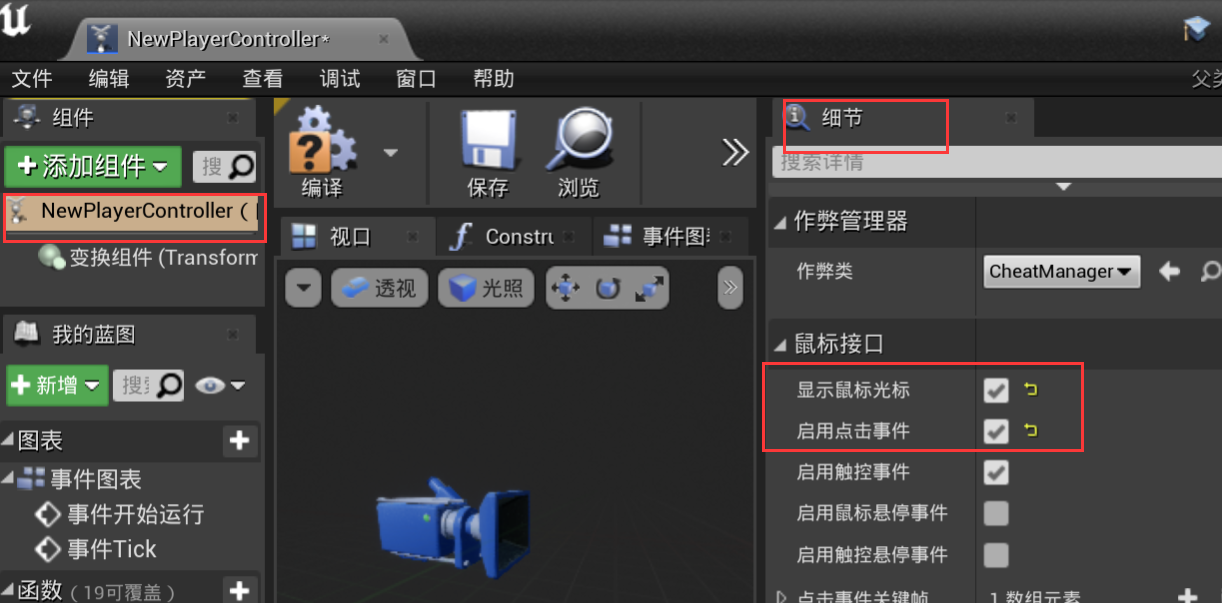 NewPlayerController*
文件 编辑 资产 查看 调试 窗口 帮助 父类
组件
添加组件
搜
NewPlayerController (
变换组件 (Transform
我的蓝图
新增
搜索
图表
事件图表
事件开始运行
事件Tick
函数 (19可覆盖)
编译 保存 浏览
视口 Constru 事件图表
透视 光照
细节
搜索详情
作弊管理器
作弊类 CheatManager
鼠标接口
显示鼠标光标
启用点击事件
启用触控事件
启用鼠标悬停事件
启用触控悬停事件
点击事件关键帧 1 数组元素